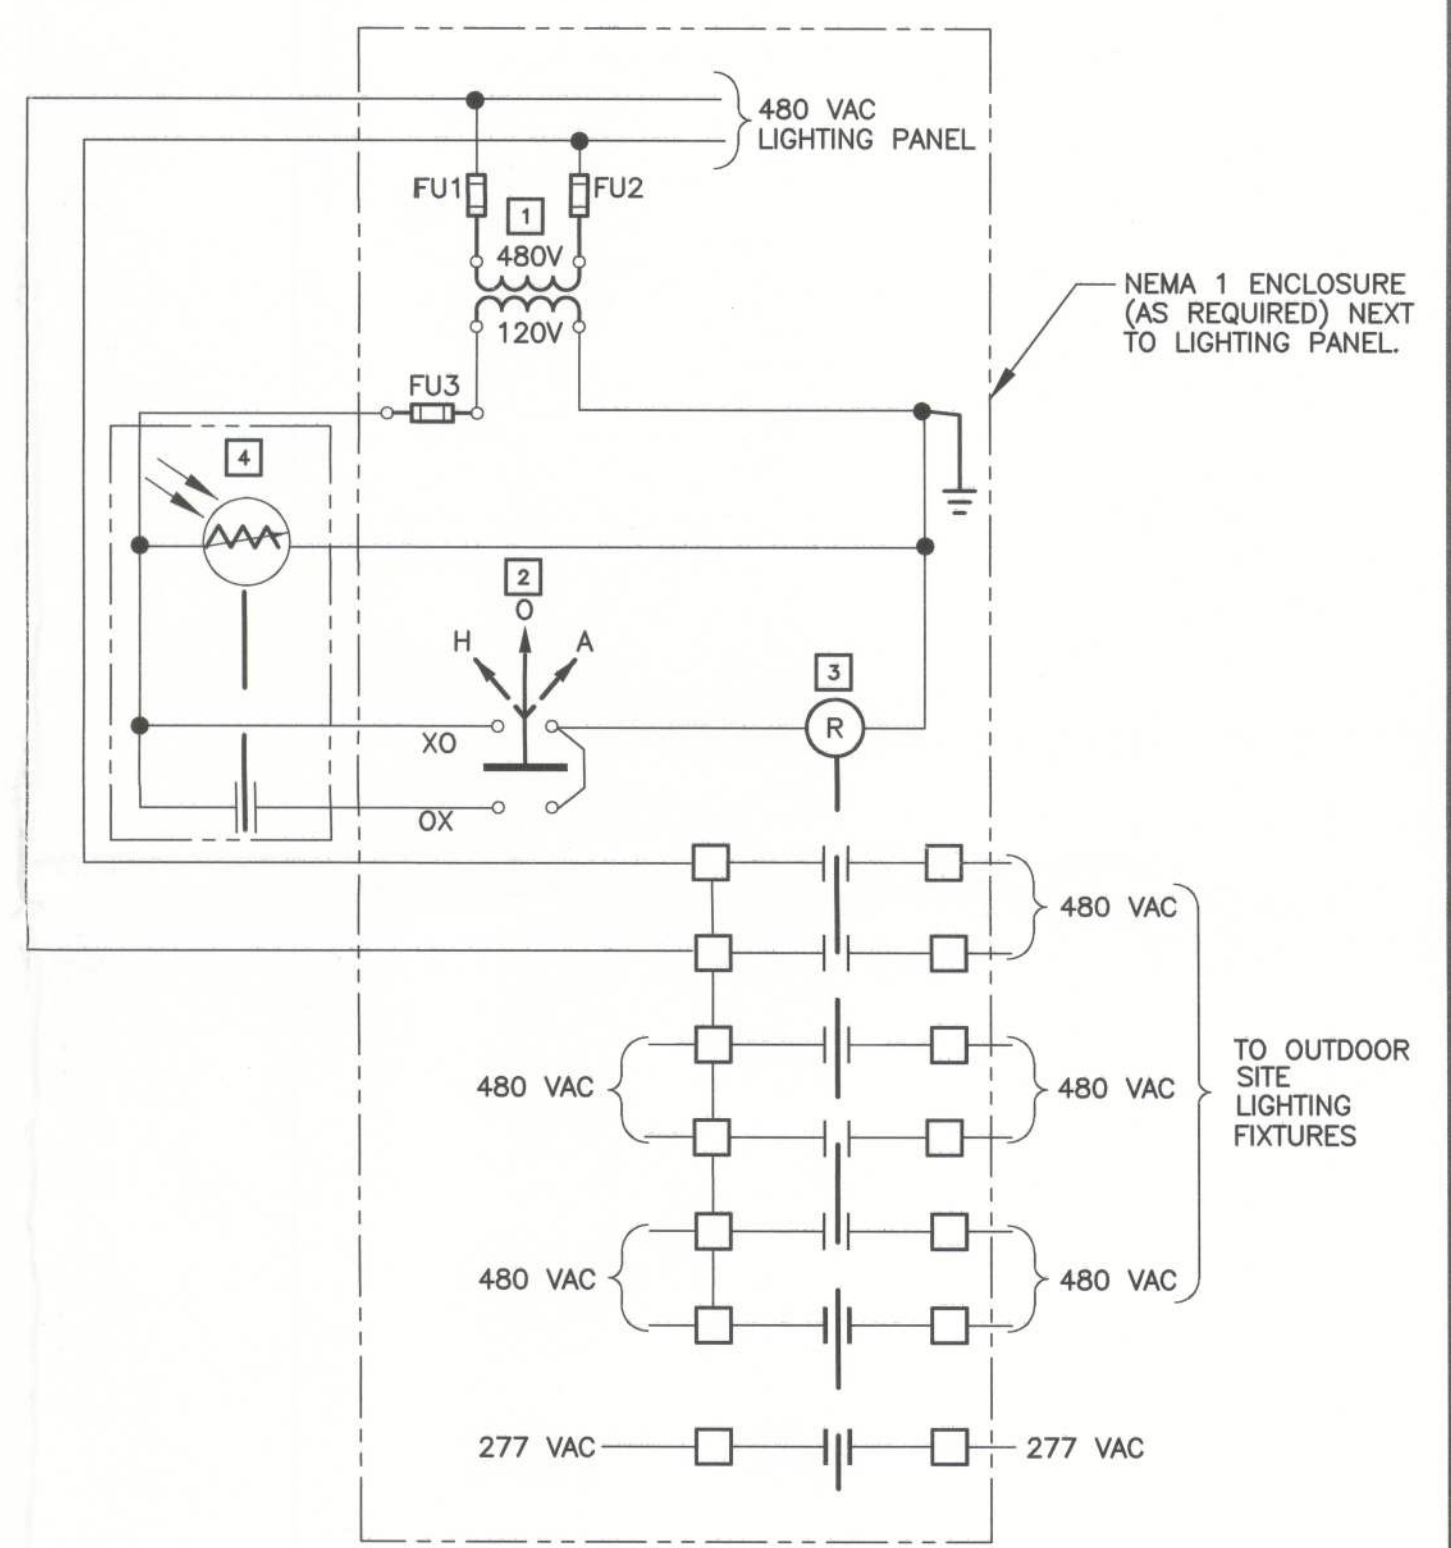 480 VAC
LIGHTING PANEL
FU1
FU2
1
480V
120V
NEMA 1 ENCLOSURE
(AS REQUIRED) NEXT
TO LIGHTING PANEL.
FU3
4
2
O
H
A
3
R
XO
OX
480 VAC
480 VAC
480 VAC
TO OUTDOOR
SITE
LIGHTING
FIXTURES
480 VAC
480 VAC
277 VAC
277 VAC